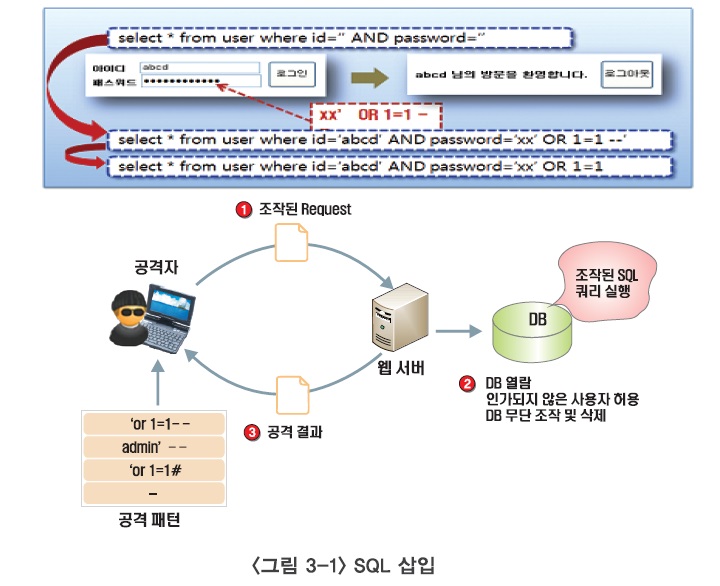 select * from user where id='' AND password=''
아이디 abcd
패스워드 ●●●●●●●●●●●●
로그인
abcd 님의 방문을 환영합니다.
로그아웃
xx' OR 1=1 –
select * from user where id='abcd' AND password='xx' OR 1=1 --'
select * from user where id='abcd' AND password='xx' OR 1=1
1 조작된 Request
공격자
조작된 SQL
쿼리 실행
DB
웹 서버
2 DB 열람
인가되지 않은 사용자 허용
DB 무단 조작 및 삭제
3 공격 결과
'or 1=1--
admin' --
'or 1=1#
–
공격 패턴
<그림 3-1> SQL 삽입